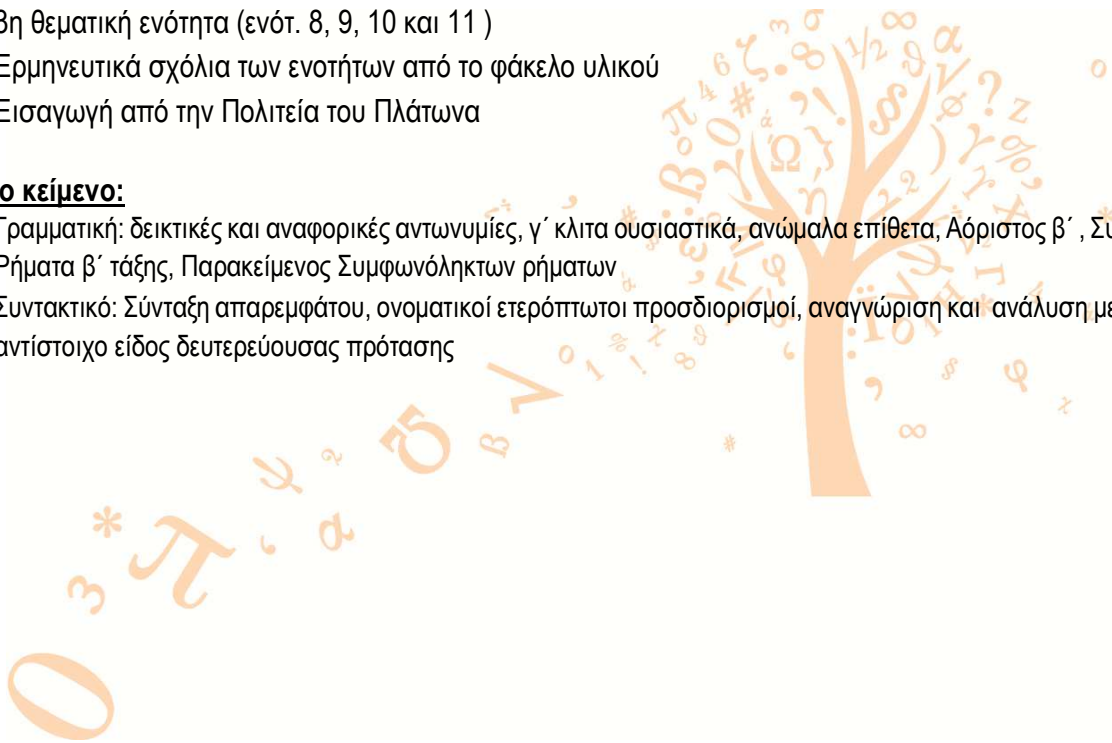 3η θεματική ενότητα (ενότ. 8, 9, 10 και 11 )
Ερμηνευτικά σχόλια των ενοτήτων από το φάκελο υλικού
Εισαγωγή από την Πολιτεία του Πλάτωνα
ο κείμενο:
Γραμματική: δεικτικές και αναφορικές αντωνυμίες, γ΄ κλιτα ουσιαστικά, ανώμαλα επίθετα, Αόριστος β΄ ,
Ρήματα β΄ τάξης, Παρακείμενος Συμφωνόληκτων ρήματων
Συντακτικό: Σύνταξη απαρεμφάτου, ονοματικοί ετερόπτωτοι προσδιορισμοί, αναγνώριση και ανάλυση
αντίστοιχο είδος δευτερεύουσας πρότασης